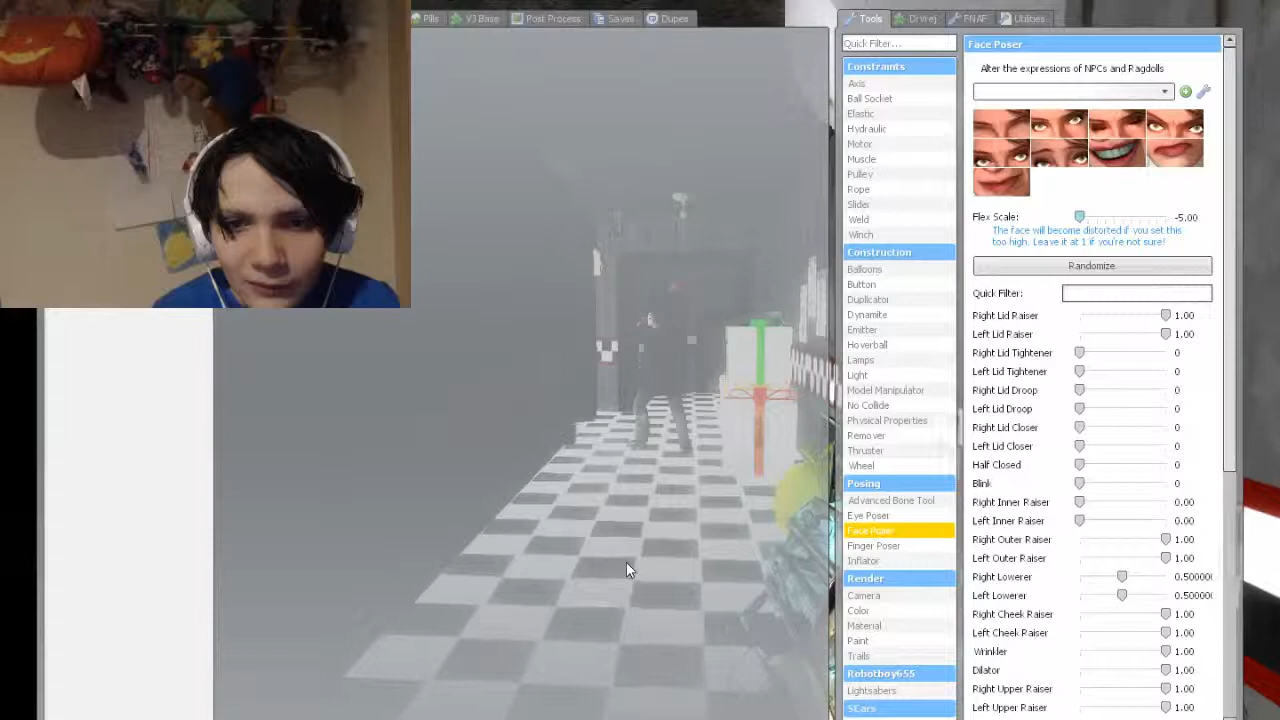 Pills V3 Base Post Process Saves Dupes Tools Drvrej FNAF Utilities
Quick Filter...
Constraints
Axis
Ball Socket
Elastic
Hydraulic
Motor
Muscle
Pulley
Rope
Slider
Weld
Winch
Construction
Balloons
Button
Duplicator
Dynamite
Emitter
Hoverball
Lamps
Light
Model Manipulator
No Collide
Physical Properties
Remover
Thruster
Wheel
Posing
Advanced Bone Tool
Eye Poser
Face Poser
Finger Poser
Inflator
Render
Camera
Color
Material
Paint
Trails
Robotboy655
Lightsabers
SCars
Face Poser
Alter the expressions of NPCs and Ragdolls
Flex Scale: -5.00
The face will become distorted if you set this
too high. Leave it at 1 if you're not sure!
Randomize
Quick Filter:
Right Lid Raiser 1.00
Left Lid Raiser 1.00
Right Lid Tightener 0
Left Lid Tightener 0
Right Lid Droop 0
Left Lid Droop 0
Right Lid Closer 0
Left Lid Closer 0
Half Closed 0
Blink 0
Right Inner Raiser 0.00
Left Inner Raiser 0.00
Right Outer Raiser 1.00
Left Outer Raiser 1.00
Right Lowerer 0.50000
Left Lowerer 0.50000
Right Cheek Raiser 1.00
Left Cheek Raiser 1.00
Wrinkler 1.00
Dilator 1.00
Right Upper Raiser 1.00
Left Upper Raiser 1.00